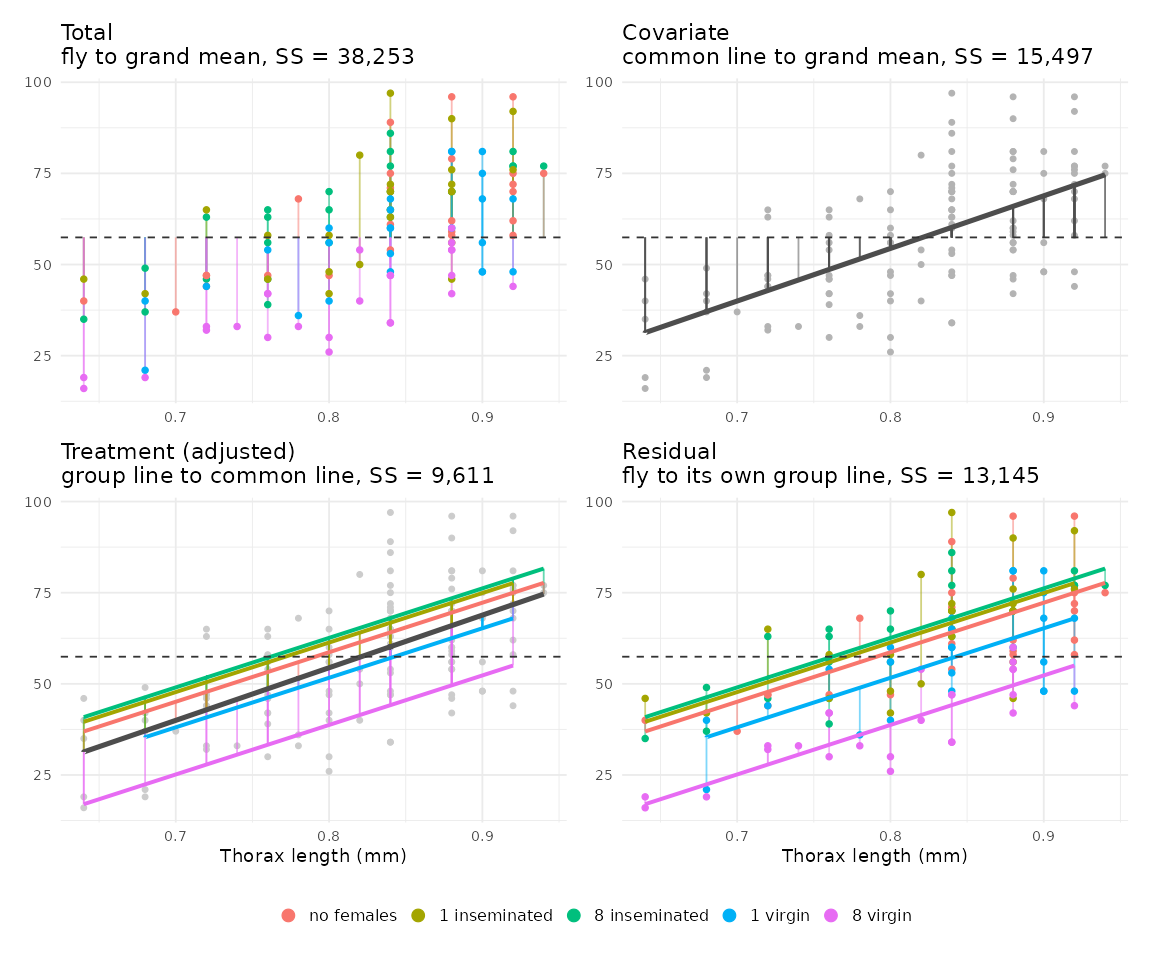 Total
fly to grand mean, SS = 38,253
100
75
50
25
0.7
0.8
0.9
Covariate
common line to grand mean, SS = 15,497
100
75
50
25
0.7
0.8
0.9
Treatment (adjusted)
group line to common line, SS = 9,611
100
75
50
25
0.7
0.8
0.9
Thorax length (mm)
Residual
fly to its own group line, SS = 13,145
100
75
50
25
0.7
0.8
0.9
Thorax length (mm)
no females
1 inseminated
8 inseminated
1 virgin
8 virgin